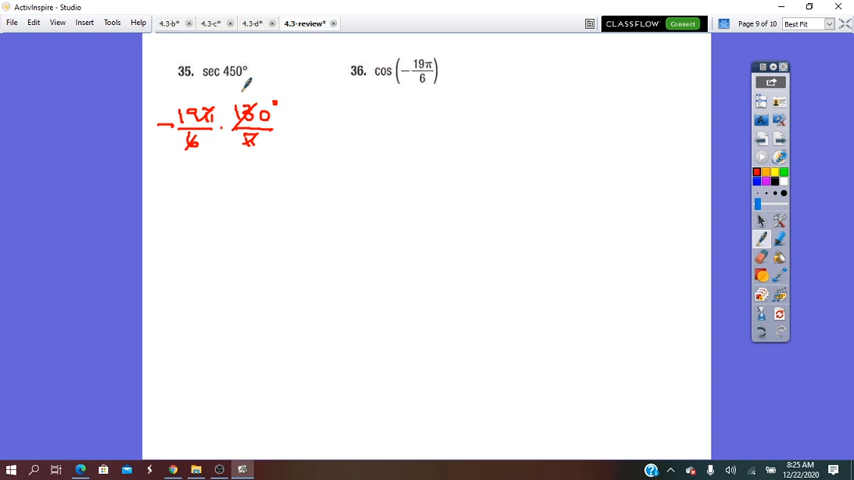 ActivInspire - Studio
File Edit View Insert Tools Help
4.3-b*
4.3-c*
4.3-d*
4.3-review*
CLASSFLOW Connect
Page 9 of 10
Best Fit
35. sec 450°
36. cos (−19π/6)
−19π/6 · 180°/π
8:25 AM
12/22/2020